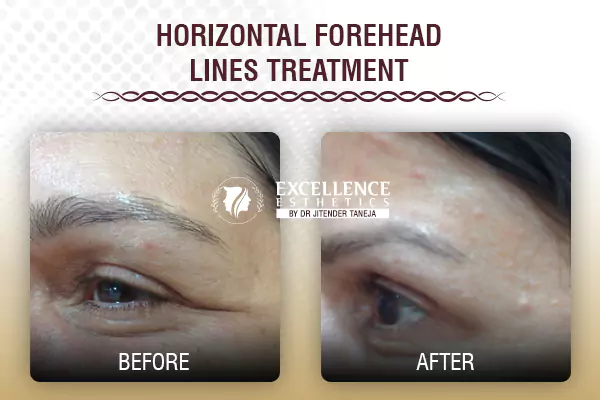 HORIZONTAL FOREHEAD
LINES TREATMENT
EXCELLENCE
ESTHETICS
BY DR JITENDER TANEJA
BEFORE
AFTER